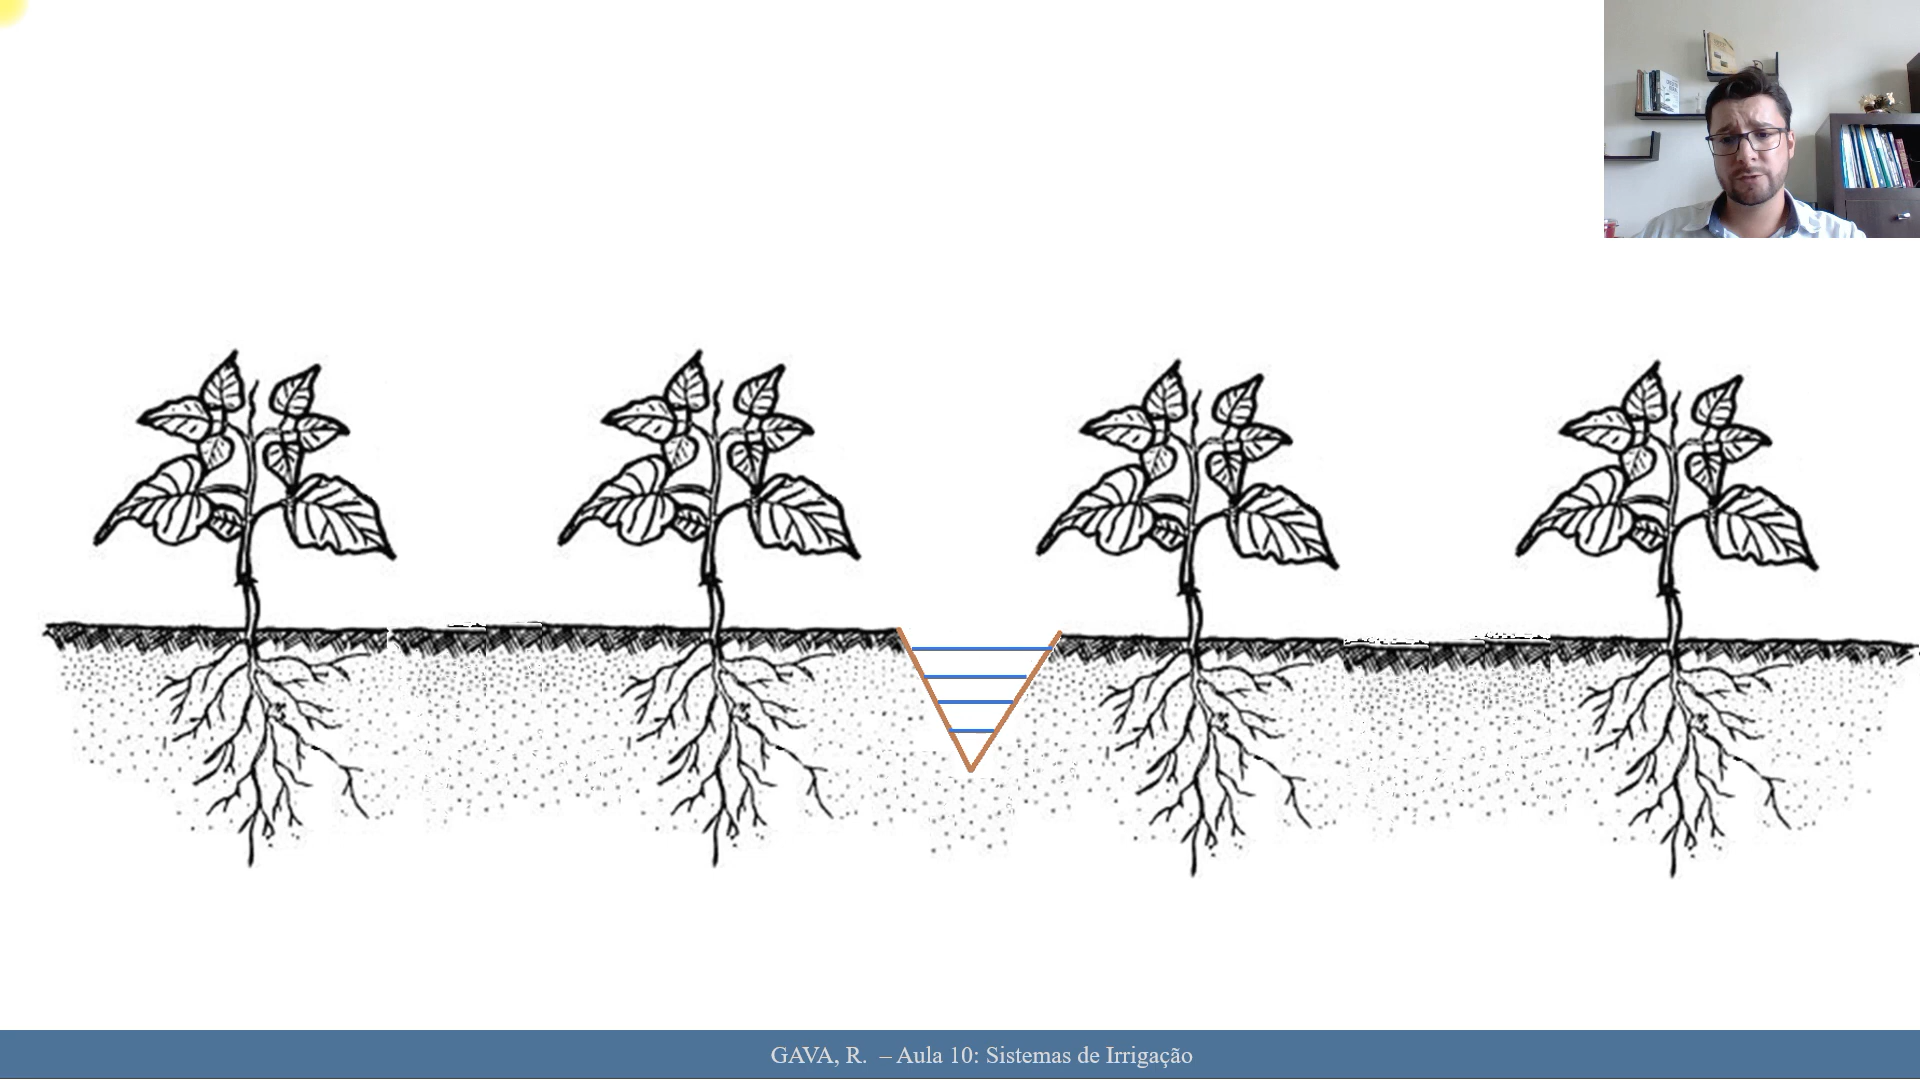 GAVA, R. – Aula 10: Sistemas de Irrigação